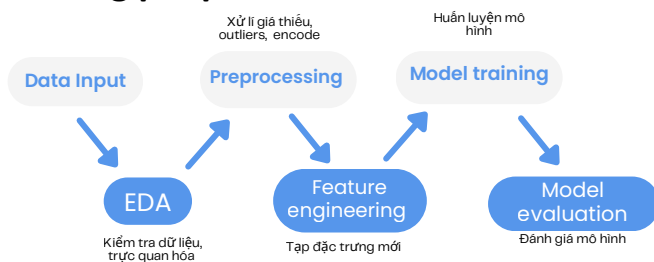 Data Input
EDA
Kiểm tra dữ liệu,
trực quan hóa
Xử lí giá thiếu,
outliers, encode
Preprocessing
Feature
engineering
Tạp đặc trưng mới
Huấn luyện mô
hình
Model training
Model
evaluation
Đánh giá mô hình